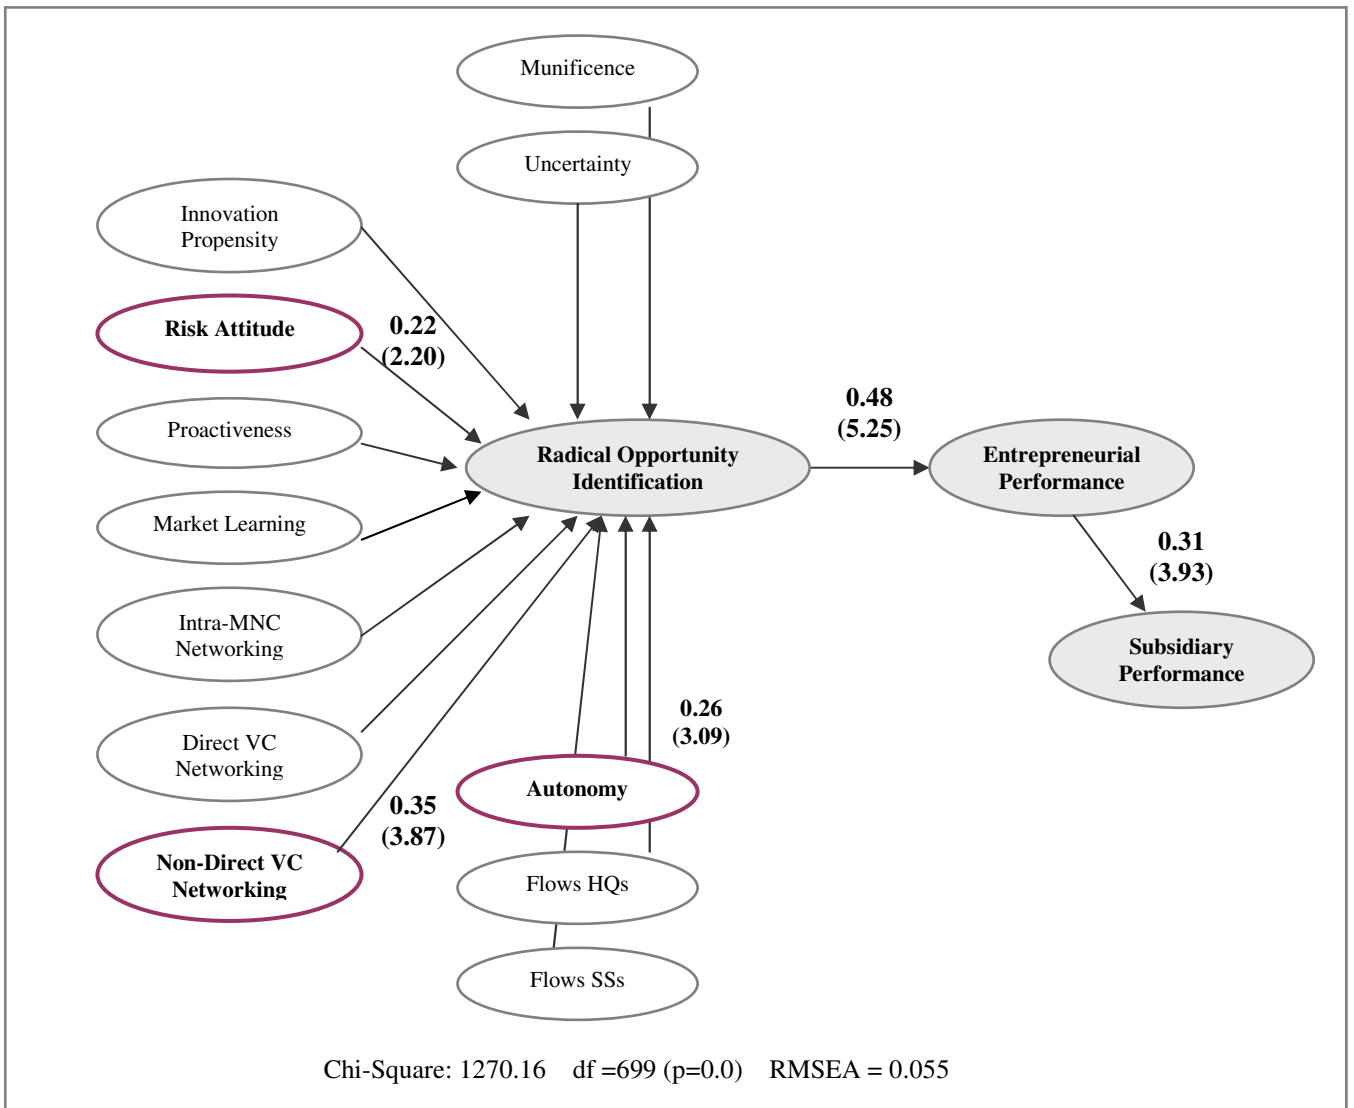 Munificence
Uncertainty
Innovation
Propensity
Risk Attitude
0.22
(2.20)
Proactiveness
Market Learning
Radical Opportunity
Identification
0.48
(5.25)
Entrepreneurial
Performance
0.31
(3.93)
Subsidiary
Performance
Intra-MNC
Networking
Direct VC
Networking
Non-Direct VC
Networking
0.35
(3.87)
0.26
(3.09)
Autonomy
Flows HQs
Flows SSs
Chi-Square: 1270.16 df =699 (p=0.0) RMSEA = 0.055